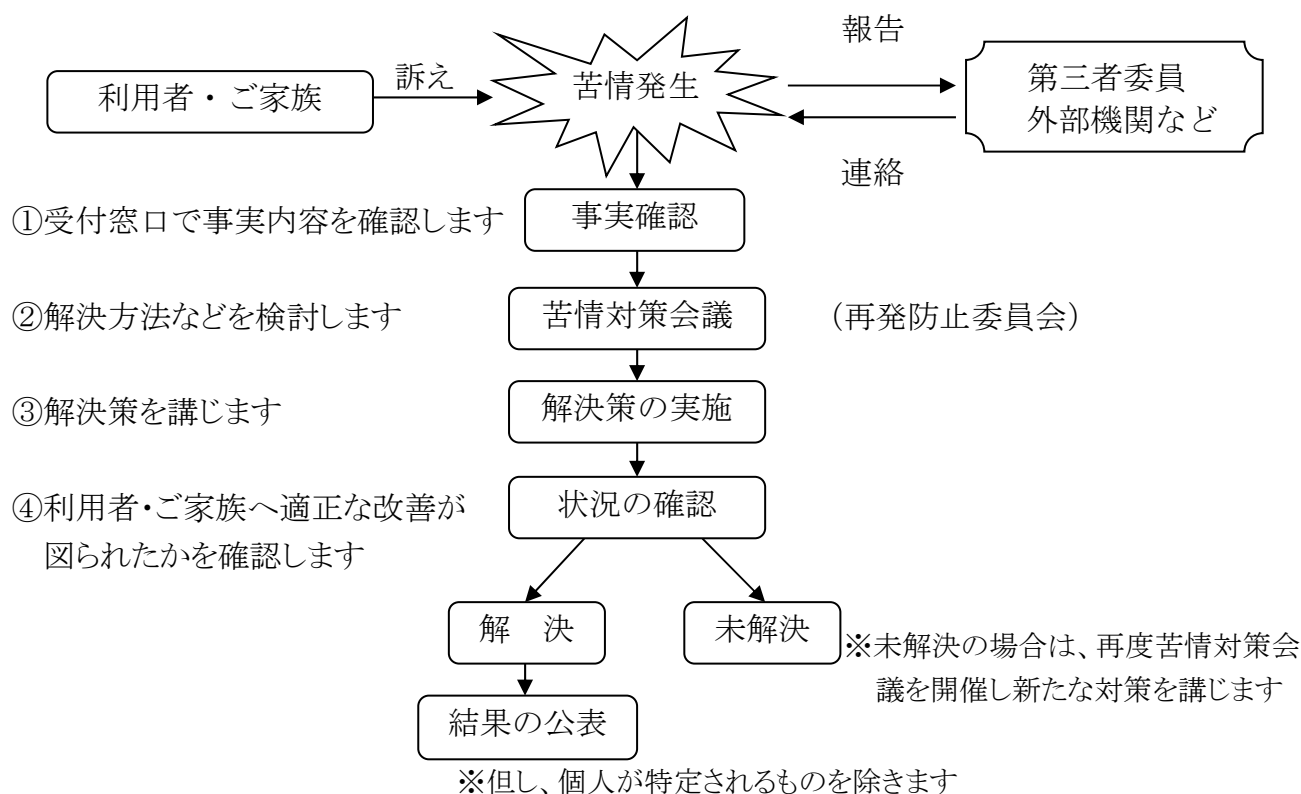 報告
利用者・ご家族
訴え
苦情発生
第三者委員
外部機関など
連絡
①受付窓口で事実内容を確認します
事実確認
②解決方法などを検討します
苦情対策会議
（再発防止委員会）
③解決策を講じます
解決策の実施
④利用者・ご家族へ適正な改善が
図られたかを確認します
状況の確認
解　決
未解決
※未解決の場合は、再度苦情対策会
議を開催し新たな対策を講じます
結果の公表
※但し、個人が特定されるものを除きます